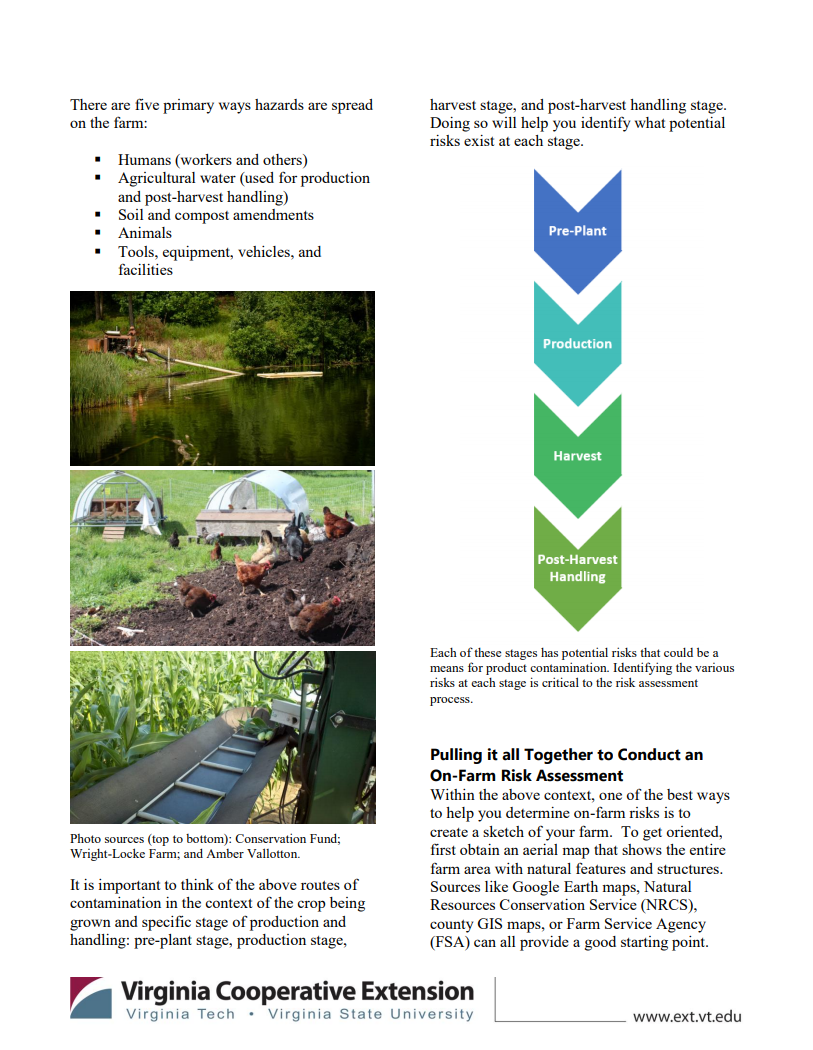 There are five primary ways hazards are spread
on the farm:
▪ Humans (workers and others)
▪ Agricultural water (used for production
and post-harvest handling)
▪ Soil and compost amendments
▪ Animals
▪ Tools, equipment, vehicles, and
facilities
Photo sources (top to bottom): Conservation Fund;
Wright-Locke Farm; and Amber Vallotton.
It is important to think of the above routes of
contamination in the context of the crop being
grown and specific stage of production and
handling: pre-plant stage, production stage,
harvest stage, and post-harvest handling stage.
Doing so will help you identify what potential
risks exist at each stage.
Pre-Plant
Production
Harvest
Post-Harvest
Handling
Each of these stages has potential risks that could be a
means for product contamination. Identifying the various
risks at each stage is critical to the risk assessment
process.
Pulling it all Together to Conduct an
On-Farm Risk Assessment
Within the above context, one of the best ways
to help you determine on-farm risks is to
create a sketch of your farm.  To get oriented,
first obtain an aerial map that shows the entire
farm area with natural features and structures.
Sources like Google Earth maps, Natural
Resources Conservation Service (NRCS),
county GIS maps, or Farm Service Agency
(FSA) can all provide a good starting point.
Virginia Cooperative Extension
Virginia Tech • Virginia State University
www.ext.vt.edu